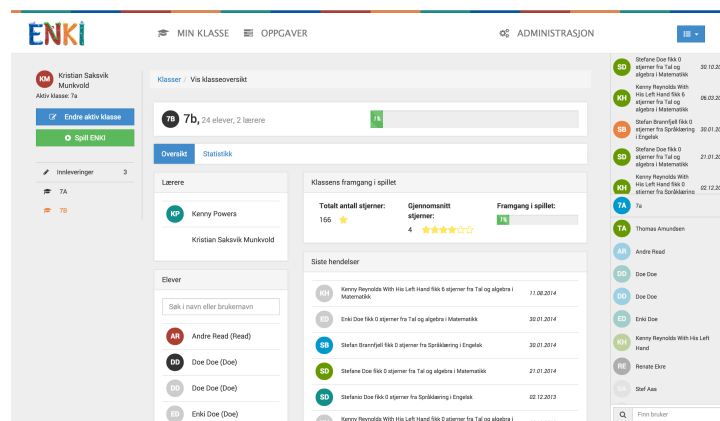 ENKI
MIN KLASSE
OPPGAVER
ADMINISTRASJON
KM
Kristian Saksvik
Munkvold
Aktiv klasse: 7a
Endre aktiv klasse
Spill ENKI
Innleveringer 3
7A
7B
Klasser / Vis klasseoversikt
7B 7b, 24 elever, 2 lærere
1%
Oversikt Statistikk
Lærere
KP Kenny Powers
Kristian Saksvik Munkvold
Elever
Søk i navn eller brukernavn
AR Andre Read (Read)
DD Doe Doe (Doe)
DD Doe Doe (Doe)
ED Enki Doe (Doe)
Klassens framgang i spillet
Totalt antall stjerner:
166
Gjennomsnitt
stjerner:
4
Framgang i spillet:
1%
Siste hendelser
KH Kenny Reynolds With His Left Hand fikk 6 stjerner fra Tal og algebra i
Matematikk 11.08.2014
ED Enki Doe fikk 0 stjerner fra Tal og algebra i Matematikk 30.01.2014
SB Stefan Brannfjell fikk 0 stjerner fra Språklæring i Engelsk 30.01.2014
SD Stefane Doe fikk 0 stjerner fra Tal og algebra i Matematikk 21.01.2014
SD Stefanio Doe fikk 0 stjerner fra Språklæring i Engelsk 02.12.2013
Kenny Reynolds With His Left Hand fikk 0 stjerner fra Tal og algebra i
SD Stefane Doe fikk 0
stjerner fra Tal og
algebra i Matematikk 30.10.20
KH Kenny Reynolds With
His Left Hand fikk 6
stjerner fra Tal og
algebra i Matematikk 06.03.20
SB Stefan Brannfjell fikk 0
stjerner fra Språklæring
i Engelsk 30.01.20
SD Stefane Doe fikk 0
stjerner fra Tal og
algebra i Matematikk 21.01.20
KH Kenny Reynolds With
His Left Hand fikk 0
stjerner fra Språklæring 02.12.20
7A 7a
TA Thomas Amundsen
AR Andre Read
DD Doe Doe
DD Doe Doe
ED Enki Doe
KH Kenny Reynolds With His Left
Hand
RE Renate Ekre
SA Stef Aas
Finn bruker